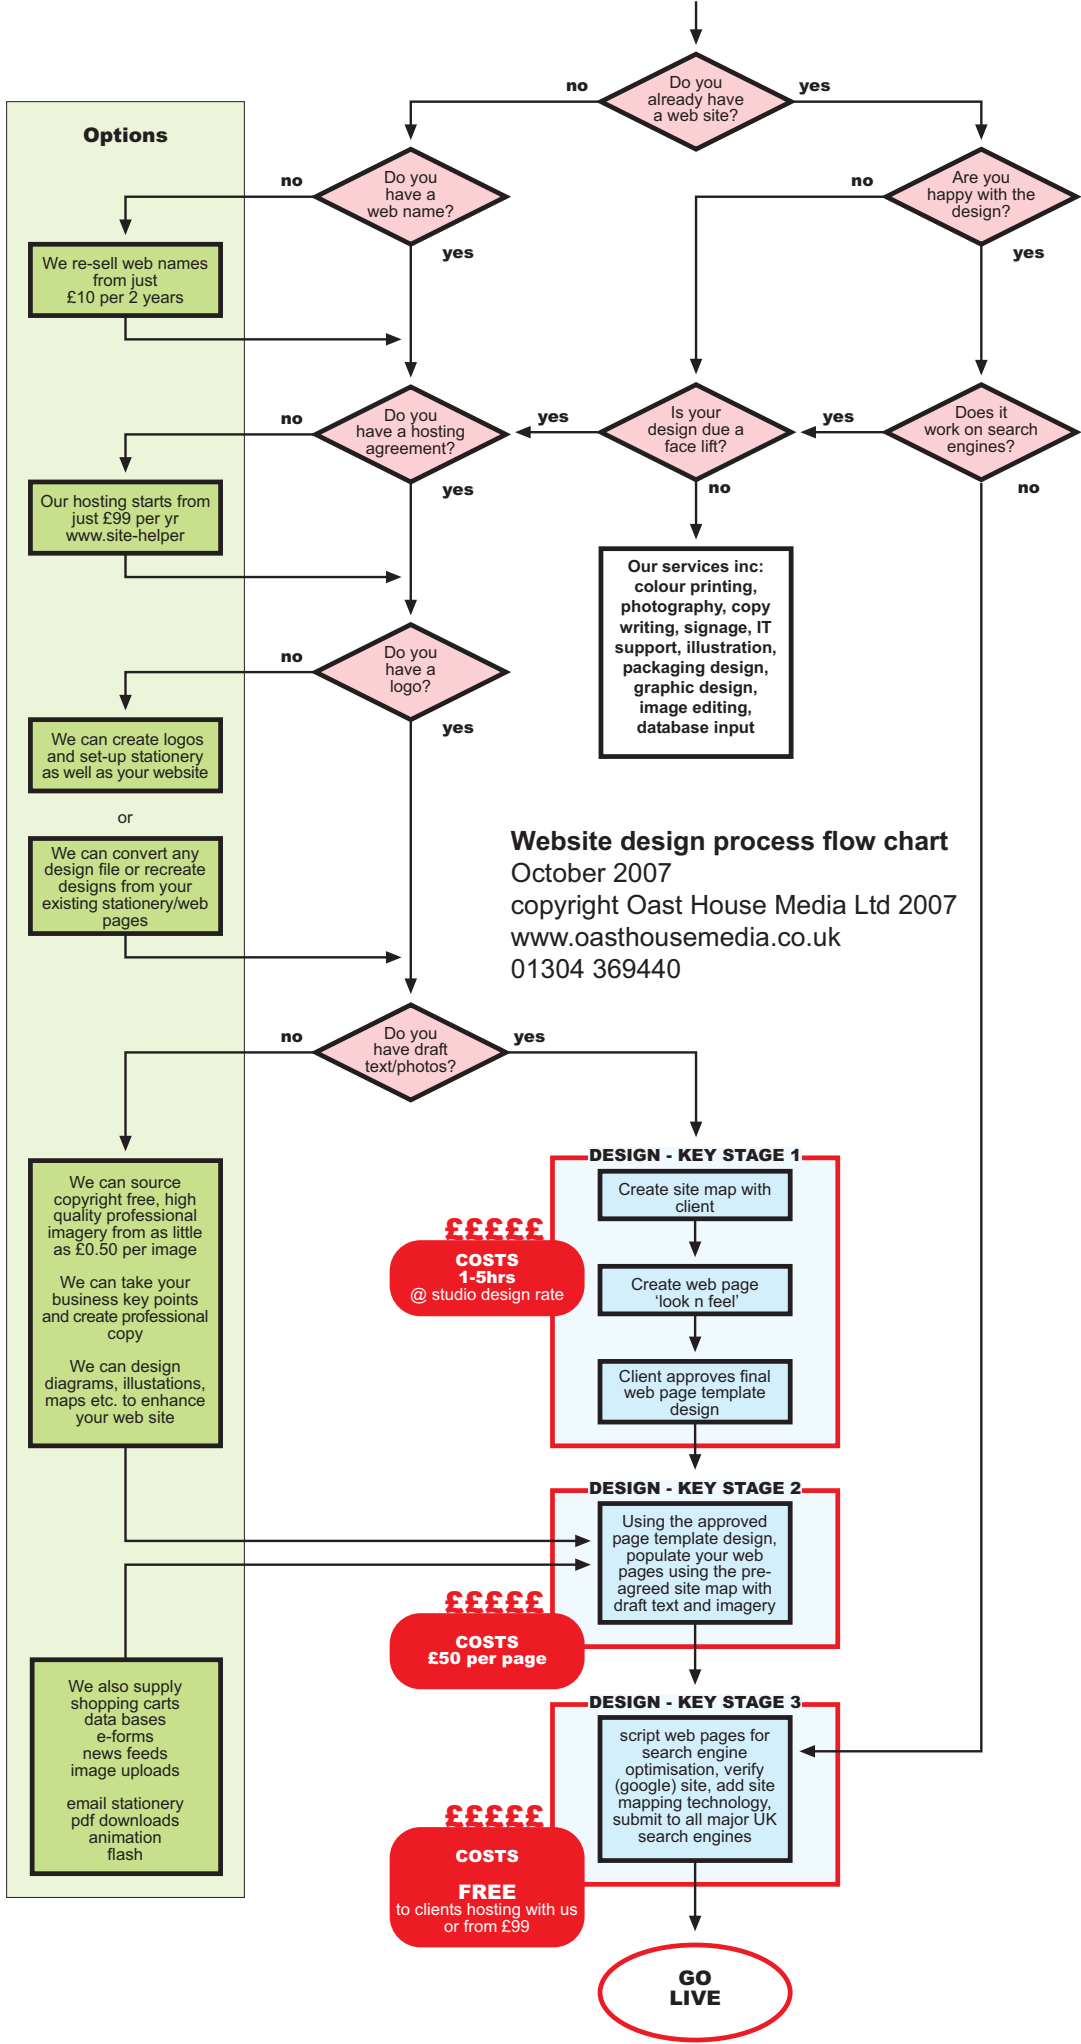 Do you
already have
a web site?
no
yes
Options
Do you
have a
web name?
no
yes
Are you
happy with the
design?
no
yes
We re-sell web names
from just
£10 per 2 years
Do you
have a hosting
agreement?
no
yes
Is your
design due a
face lift?
yes
no
Does it
work on search
engines?
yes
no
Our hosting starts from
just £99 per yr
www.site-helper
Our services inc:
colour printing,
photography, copy
writing, signage, IT
support, illustration,
packaging design,
graphic design,
image editing,
database input
Do you
have a
logo?
no
yes
We can create logos
and set-up stationery
as well as your website
or
We can convert any
design file or recreate
designs from your
existing stationery/web
pages
Website design process flow chart
October 2007
copyright Oast House Media Ltd 2007
www.oasthousemedia.co.uk
01304 369440
Do you
have draft
text/photos?
no
yes
We can source
copyright free, high
quality professional
imagery from as little
as £0.50 per image
We can take your
business key points
and create professional
copy
We can design
diagrams, illustations,
maps etc. to enhance
your web site
DESIGN - KEY STAGE 1
Create site map with
client
Create web page
‘look n feel’
Client approves final
web page template
design
£££££
COSTS
1-5hrs
@ studio design rate
DESIGN - KEY STAGE 2
Using the approved
page template design,
populate your web
pages using the pre-
agreed site map with
draft text and imagery
£££££
COSTS
£50 per page
We also supply
shopping carts
data bases
e-forms
news feeds
image uploads
email stationery
pdf downloads
animation
flash
DESIGN - KEY STAGE 3
script web pages for
search engine
optimisation, verify
(google) site, add site
mapping technology,
submit to all major UK
search engines
£££££
COSTS
FREE
to clients hosting with us
or from £99
GO
LIVE